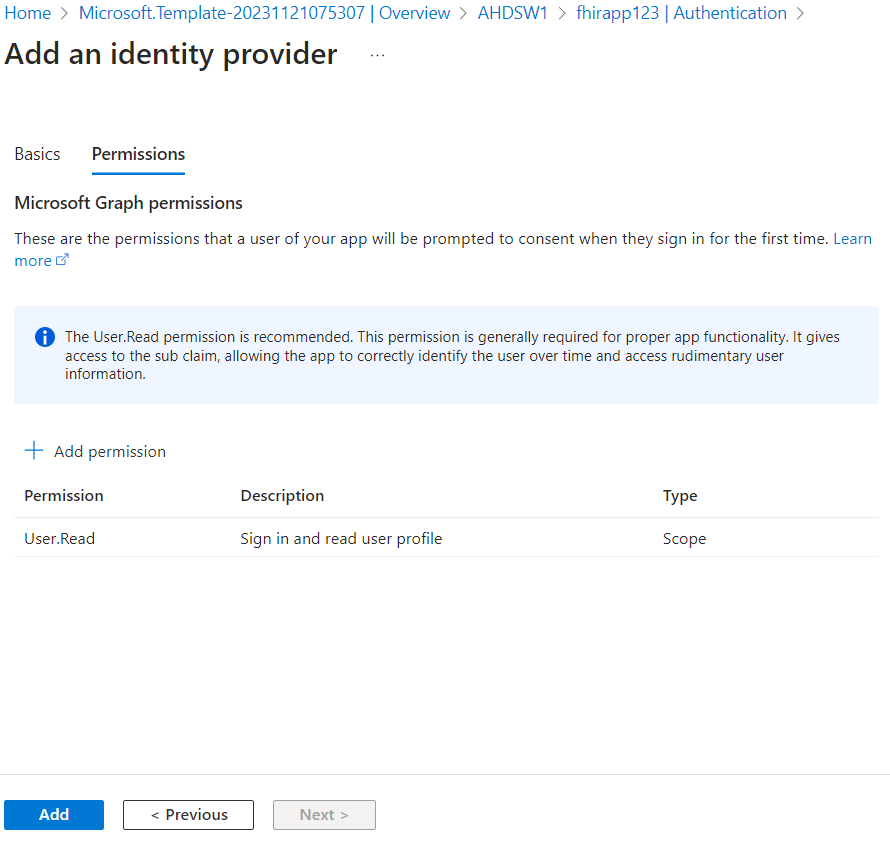 Home > Microsoft.Template-20231121075307 | Overview > AHDSW1 > fhirapp123 | Authentication >
Add an identity provider ...
Basics Permissions
Microsoft Graph permissions
These are the permissions that a user of your app will be prompted to consent when they sign in for the first time. Learn
more
The User.Read permission is recommended. This permission is generally required for proper app functionality. It gives
access to the sub claim, allowing the app to correctly identify the user over time and access rudimentary user
information.
Add permission
Permission Description Type
User.Read Sign in and read user profile Scope
Add < Previous Next >